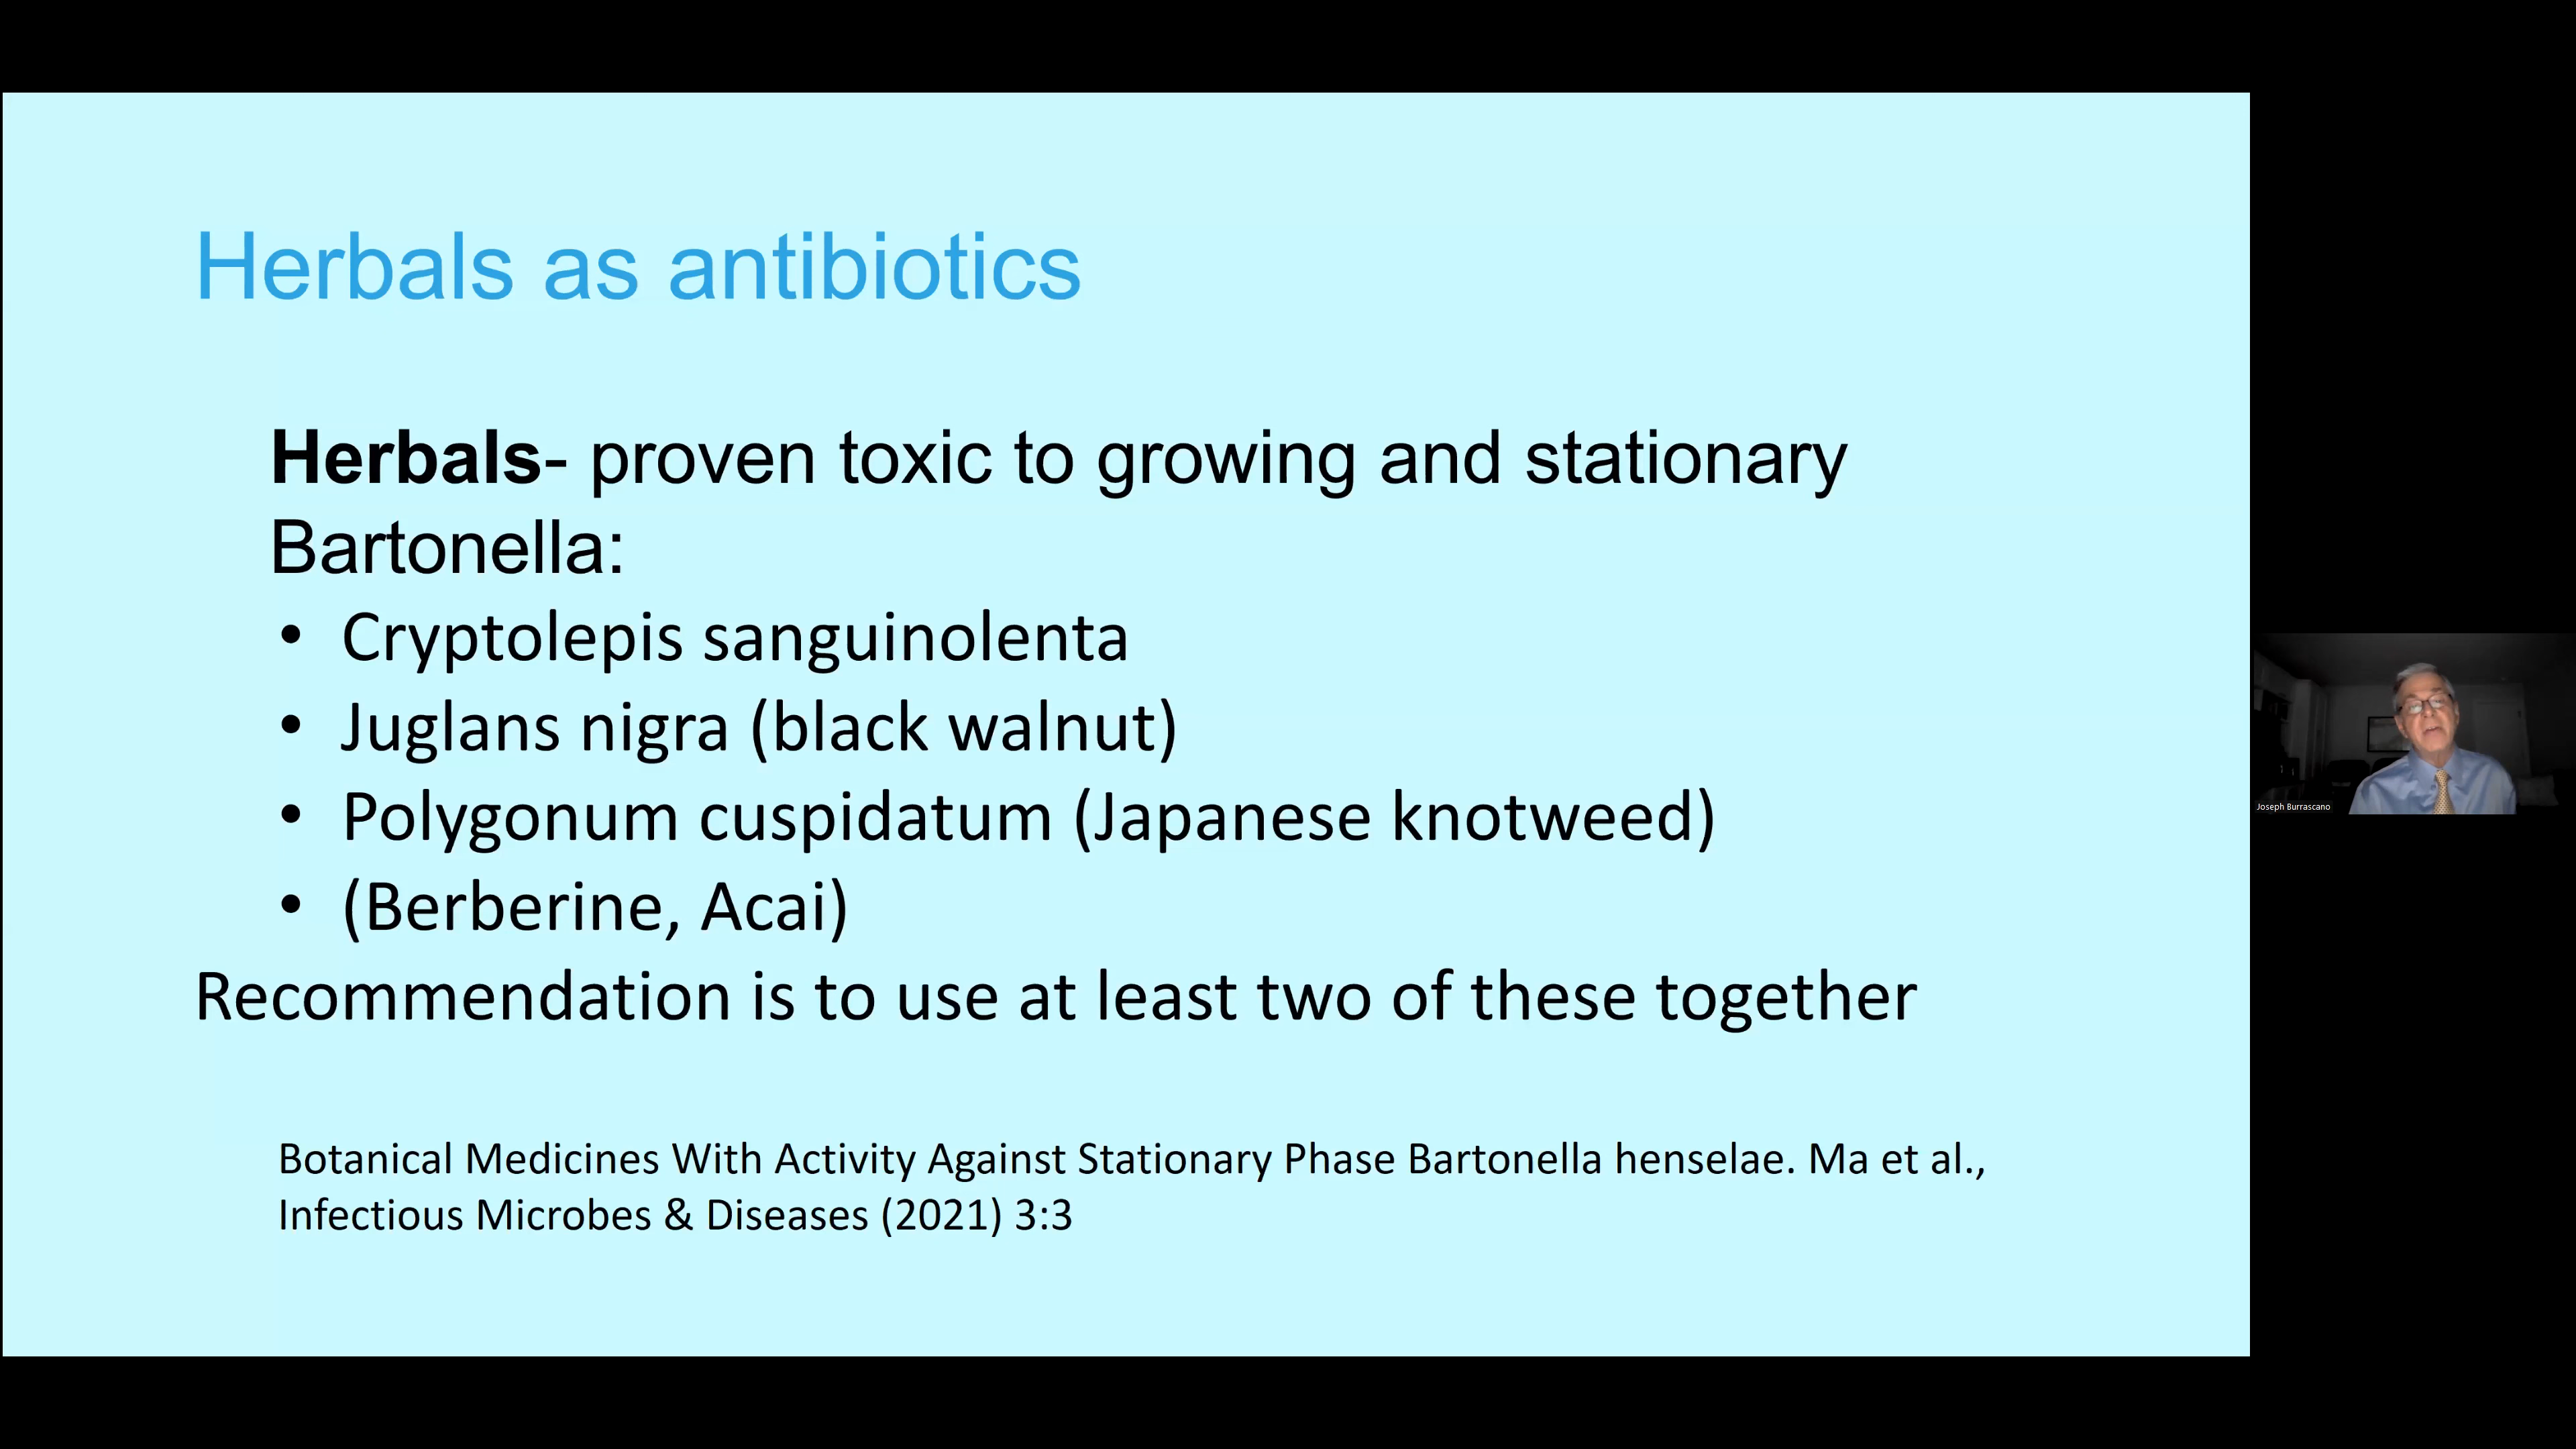 Herbals as antibiotics
Herbals- proven toxic to growing and stationary
Bartonella:
• Cryptolepis sanguinolenta
• Juglans nigra (black walnut)
• Polygonum cuspidatum (Japanese knotweed)
• (Berberine, Acai)
Recommendation is to use at least two of these together
Botanical Medicines With Activity Against Stationary Phase Bartonella henselae. Ma et al.,
Infectious Microbes & Diseases (2021) 3:3
Joseph Burrascano